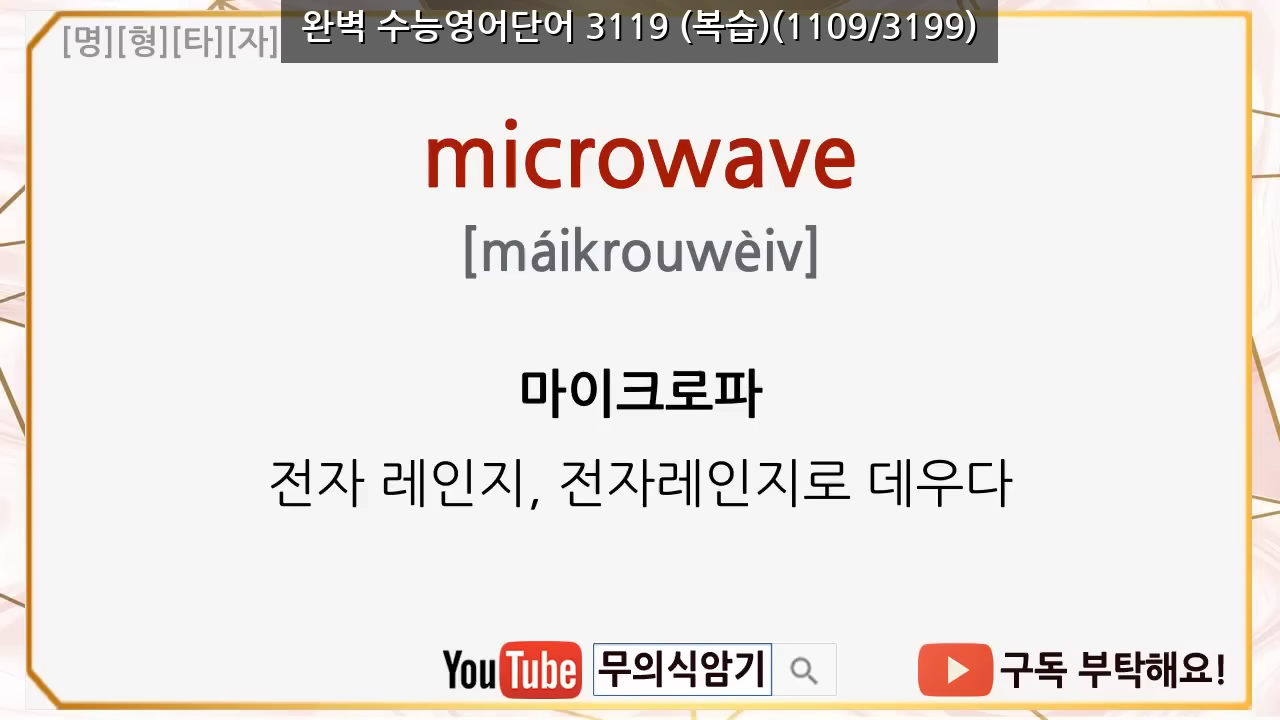 완벽 수능영어단어 3119 (복습)(1109/3199)
[명][형][타][자]
microwave
[máikrouwèiv]
마이크로파
전자 레인지, 전자레인지로 데우다
YouTube 무의식암기 구독 부탁해요!